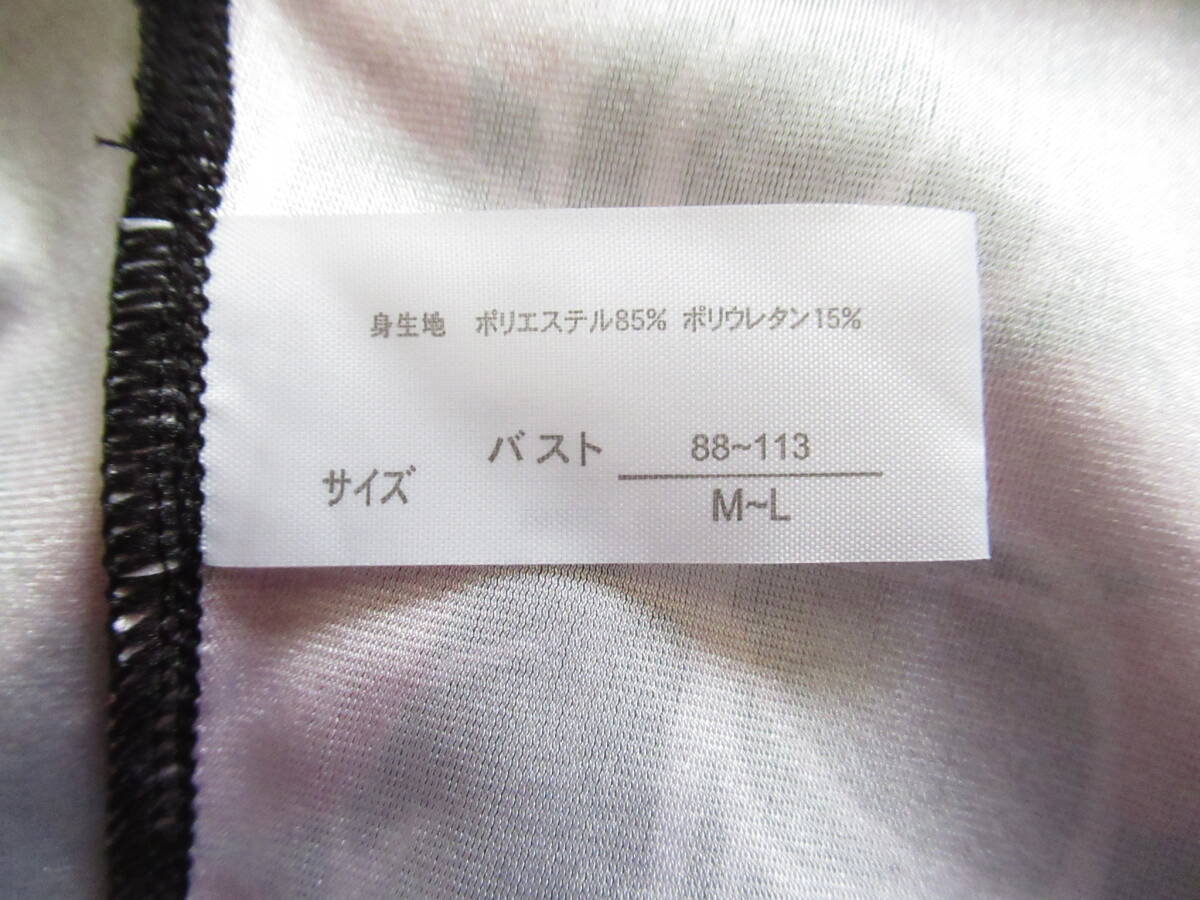 身生地 ポリエステル85% ポリウレタン15%
バスト 88~113
サイズ M~L